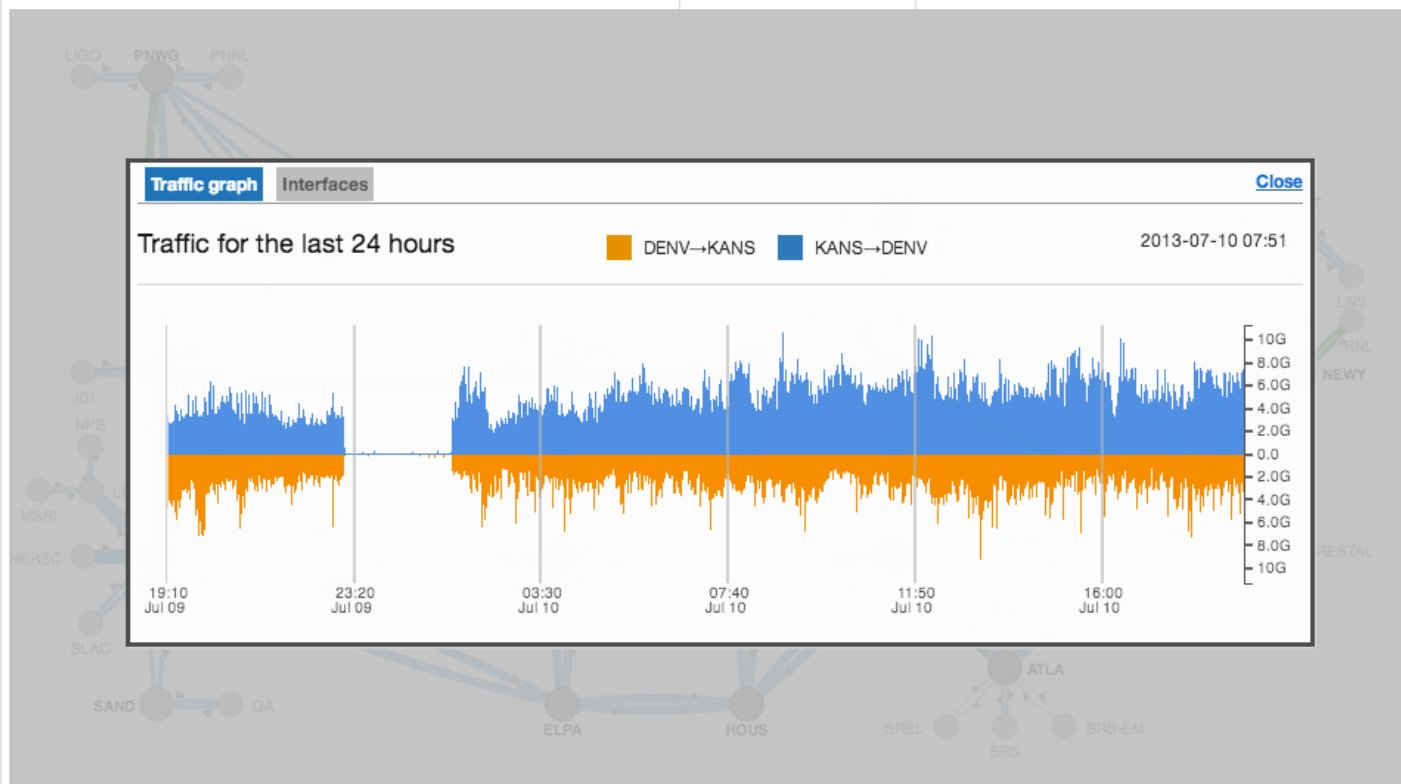 LIGO PNWG PNNL
Traffic graph Interfaces Close
Traffic for the last 24 hours DENV→KANS KANS→DENV 2013-07-10 07:51
LNS
BNL
NEWY
JGI
NPS
MSRI
NERSC
RESTAL
10G
8.0G
6.0G
4.0G
2.0G
0.0
2.0G
4.0G
6.0G
8.0G
10G
19:10 23:20 03:30 07:40 11:50 16:00
Jul 09 Jul 09 Jul 10 Jul 10 Jul 10 Jul 10
SLAC
ATLA
SAND GA
ELPA HOUS SREL SRS-EM
SRS